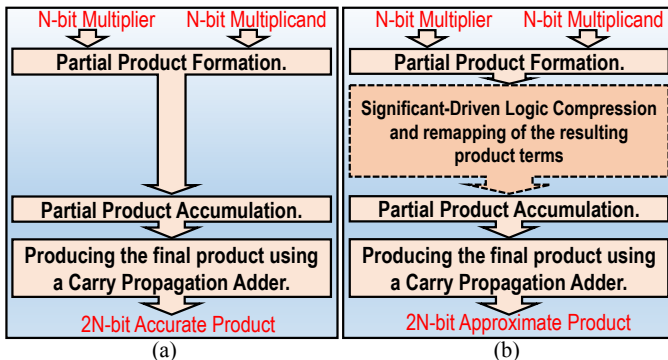 N-bit Multiplier N-bit Multiplicand
Partial Product Formation.
Partial Product Accumulation.
Producing the final product using
a Carry Propagation Adder.
2N-bit Accurate Product
(a)
N-bit Multiplier N-bit Multiplicand
Partial Product Formation.
Significant-Driven Logic Compression
and remapping of the resulting
product terms
Partial Product Accumulation.
Producing the final product using
a Carry Propagation Adder.
2N-bit Approximate Product
(b)